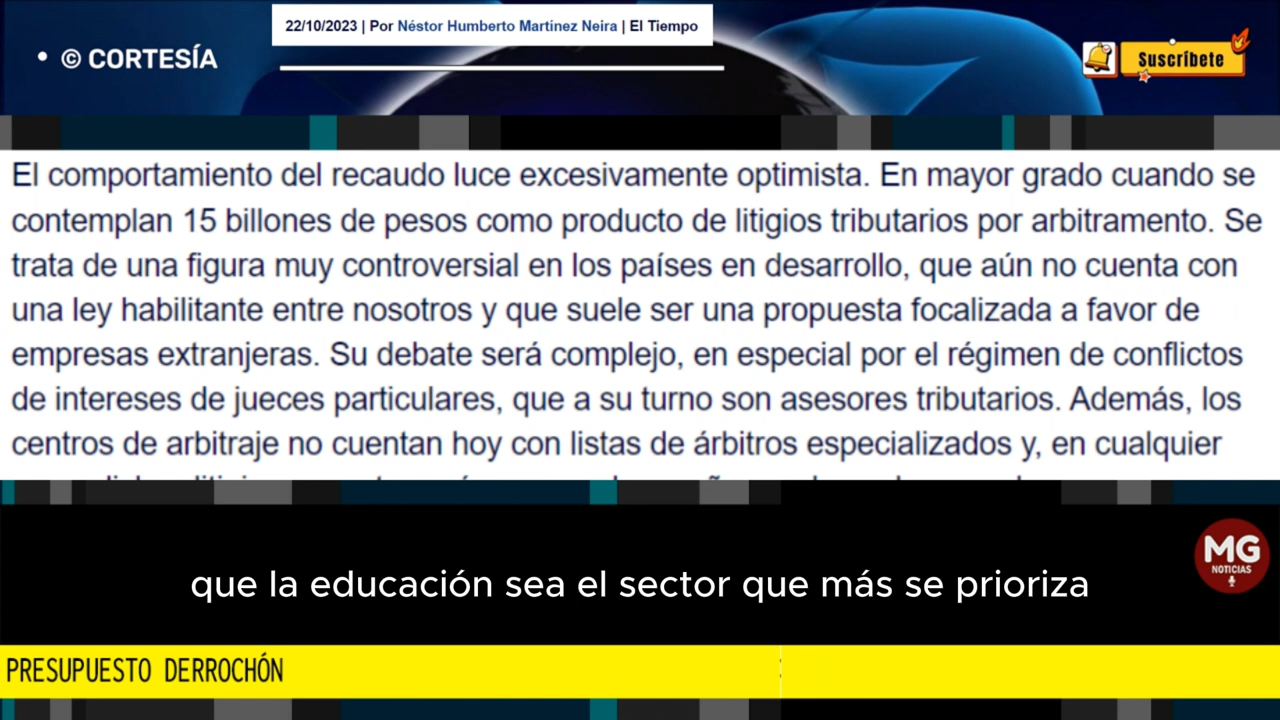 22/10/2023 | Por Néstor Humberto Martínez Neira | El Tiempo
• © CORTESÍA
Suscríbete
El comportamiento del recaudo luce excesivamente optimista. En mayor grado cuando se
contemplan 15 billones de pesos como producto de litigios tributarios por arbitramento. Se
trata de una figura muy controversial en los países en desarrollo, que aún no cuenta con
una ley habilitante entre nosotros y que suele ser una propuesta focalizada a favor de
empresas extranjeras. Su debate será complejo, en especial por el régimen de conflictos
de intereses de jueces particulares, que a su turno son asesores tributarios. Además, los
centros de arbitraje no cuentan hoy con listas de árbitros especializados y, en cualquier
MG
NOTICIAS
que la educación sea el sector que más se prioriza
PRESUPUESTO DERROCHÓN